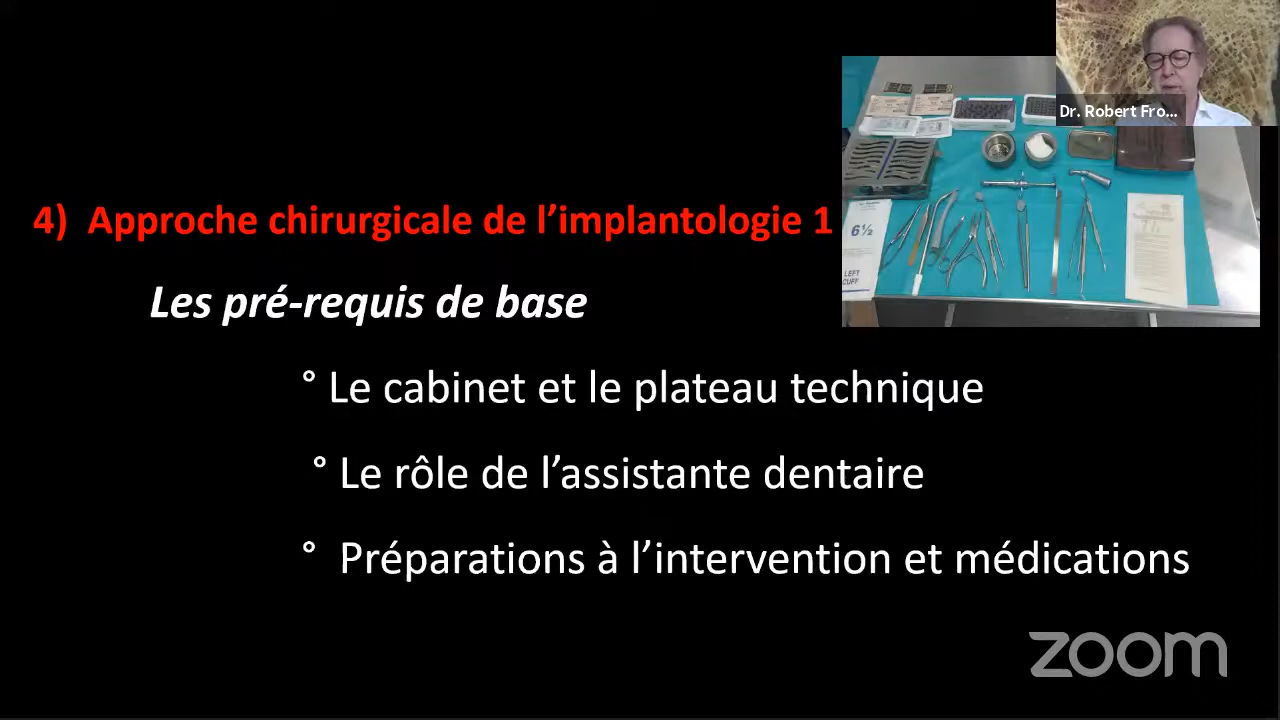 Dr. Robert Fro...
4) Approche chirurgicale de l’implantologie 1
6½
LEFT
CUFF
Les pré-requis de base
° Le cabinet et le plateau technique
° Le rôle de l’assistante dentaire
° Préparations à l’intervention et médications
zoom